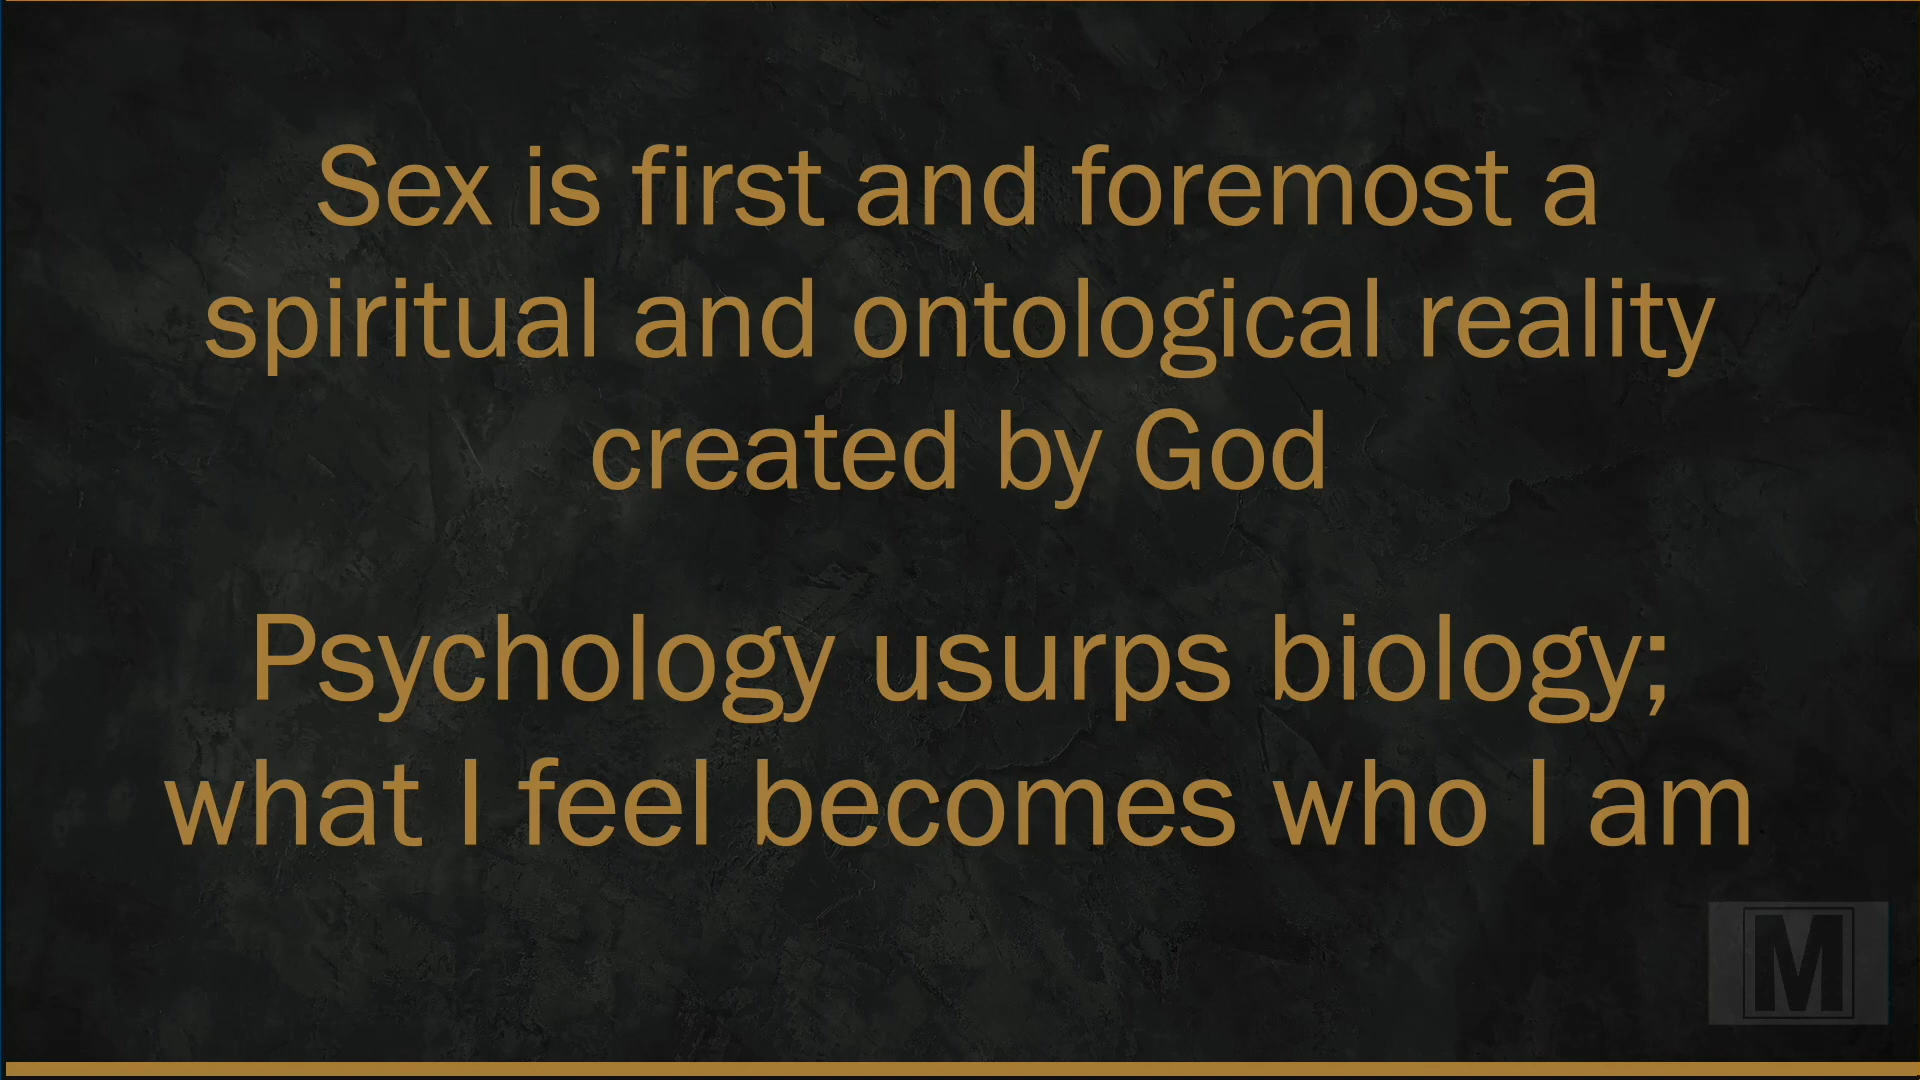 Sex is first and foremost a
spiritual and ontological reality
created by God
Psychology usurps biology;
what I feel becomes who I am
M